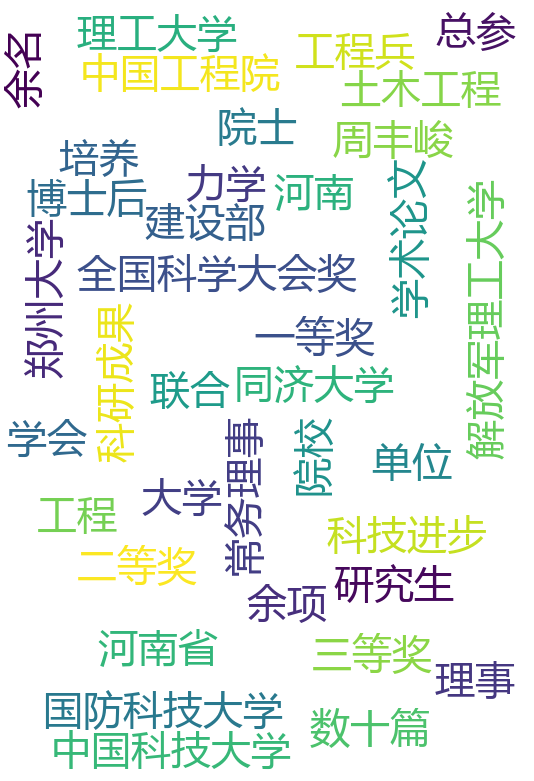 理工大学
总参
工程兵
余名
中国工程院
土木工程
院士
周丰峻
培养
力学
河南
学术论文
博士后
建设部
解放军理工大学
郑州大学
全国科学大会奖
科研成果
一等奖
联合
同济大学
学会
常务理事
院校
单位
大学
工程
科技进步
二等奖
研究生
余项
河南省
三等奖
理事
国防科技大学
数十篇
中国科技大学